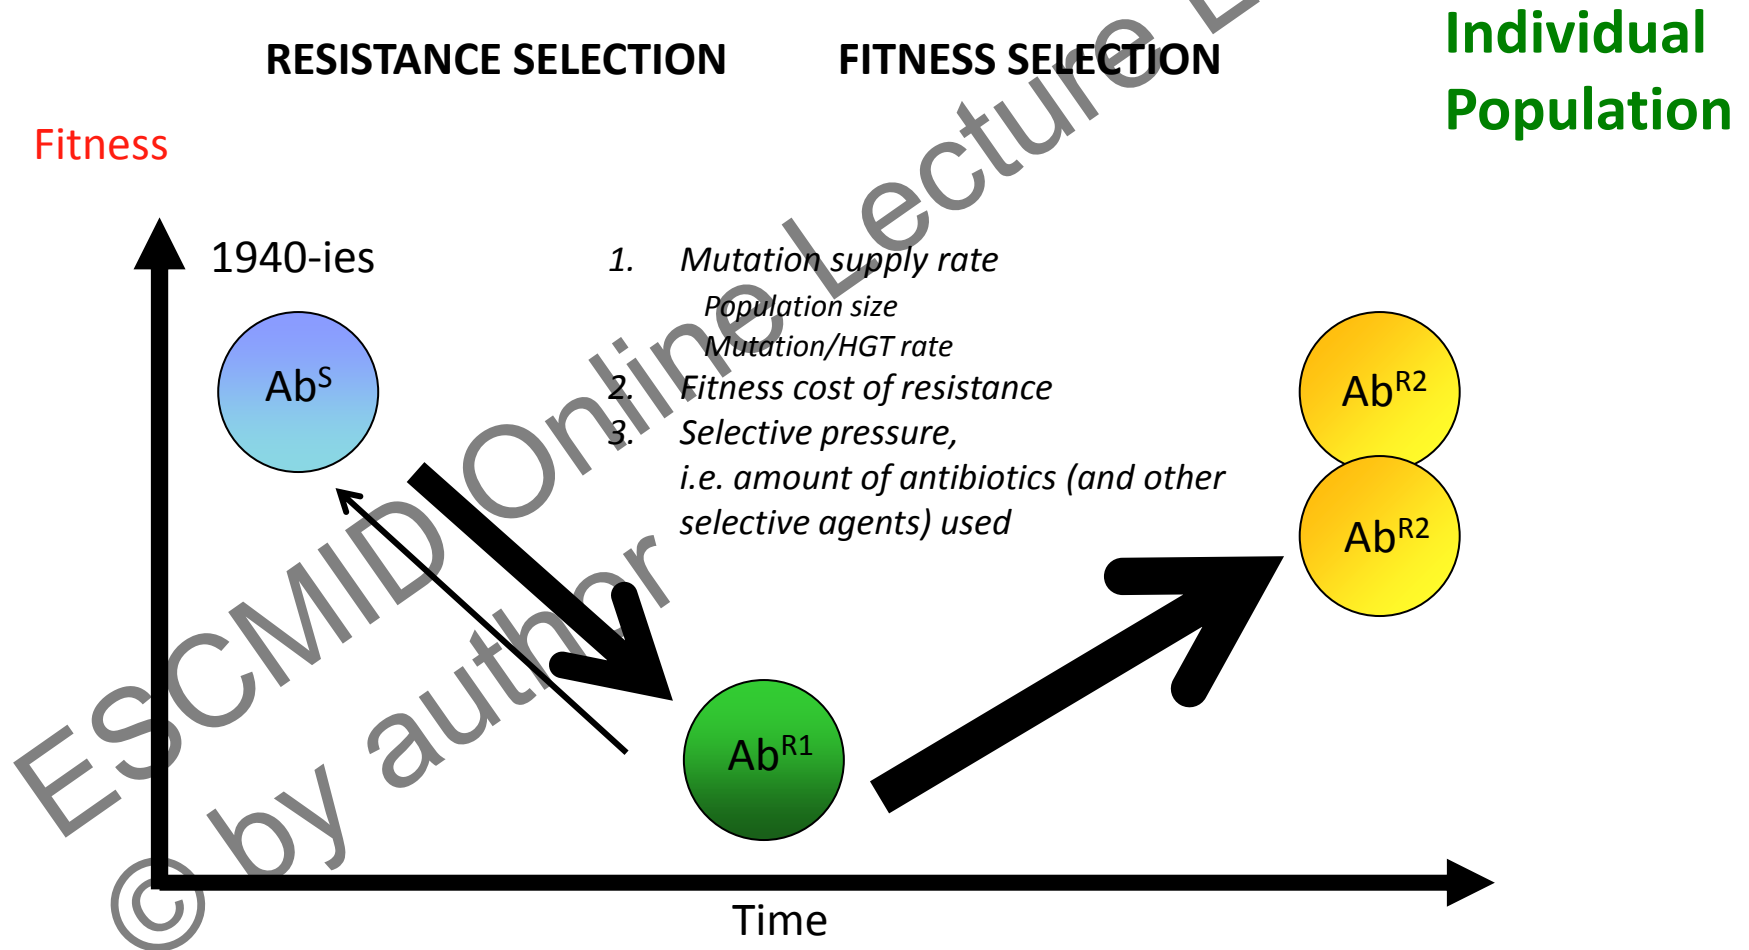 Individual
Population
RESISTANCE SELECTION
FITNESS SELECTION
Fitness
1940-ies
1. Mutation supply rate
Population size
Mutation/HGT rate
2. Fitness cost of resistance
3. Selective pressure,
i.e. amount of antibiotics (and other
selective agents) used
Ab^S
Ab^R2
Ab^R2
Ab^R1
Time
ESCMID Online Lecture
© by author